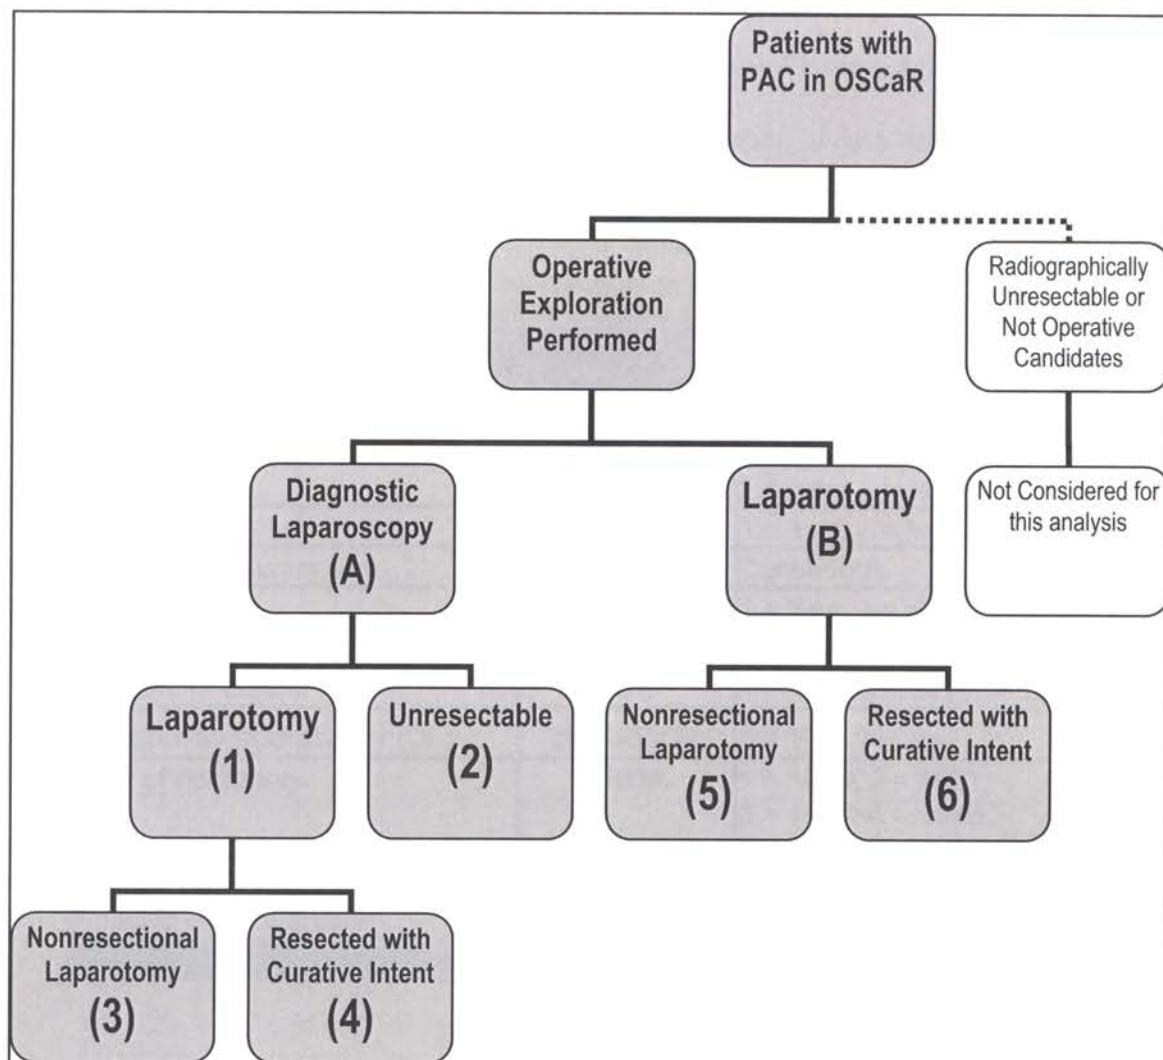 Patients with
PAC in OSCaR
Operative
Exploration
Performed
Radiographically
Unresectable or
Not Operative
Candidates
Diagnostic
Laparoscopy
(A)
Laparotomy
(B)
Not Considered for
this analysis
Laparotomy
(1)
Unresectable
(2)
Nonresectional
Laparotomy
(5)
Resected with
Curative Intent
(6)
Nonresectional
Laparotomy
(3)
Resected with
Curative Intent
(4)